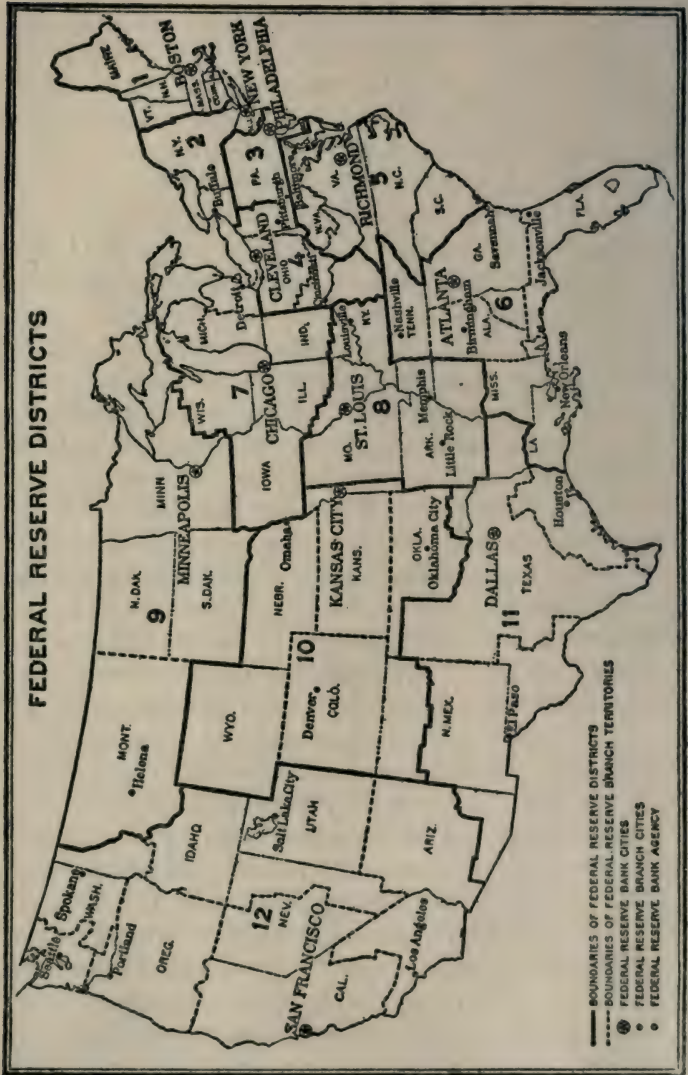 FEDERAL RESERVE DISTRICTS
Seattle
Spokane
WASH.
Portland
OREG.
IDAHO
MONT.
Helena
N. DAK.
9
S. DAK.
MINN
MINNEAPOLIS
WIS.
7
MICH.
Detroit
WYO.
NEBR.
Omaha
IOWA
CHICAGO
ILL.
IND.
OHIO
CLEVELAND
4
Cincinnati
Pittsburgh
PA.
3
PHILADELPHIA
NEW YORK
N.Y.
2
Buffalo
VT.
N.H.
MAINE
1
BOSTON
MASS.
CONN.
N.J.
Baltimore
W.VA.
VA.
RICHMOND
5
N.C.
S.C.
12
NEV.
SAN FRANCISCO
CAL.
Los Angeles
Salt Lake City
UTAH
ARIZ.
10
Denver
COLO.
KANSAS CITY
KANS.
MO.
ST. LOUIS
8
Louisville
KY.
Nashville
TENN.
Memphis
ARK.
Little Rock
OKLA.
Oklahoma City
N. MEX.
El Paso
11
TEXAS
DALLAS
Houston
LA
New Orleans
MISS.
ALA.
Birmingham
6
ATLANTA
GA.
Savannah
Jacksonville
FLA.
BOUNDARIES OF FEDERAL RESERVE DISTRICTS
BOUNDARIES OF FEDERAL RESERVE BRANCH TERRITORIES
FEDERAL RESERVE BANK CITIES
FEDERAL RESERVE BRANCH CITIES
FEDERAL RESERVE BANK AGENCY